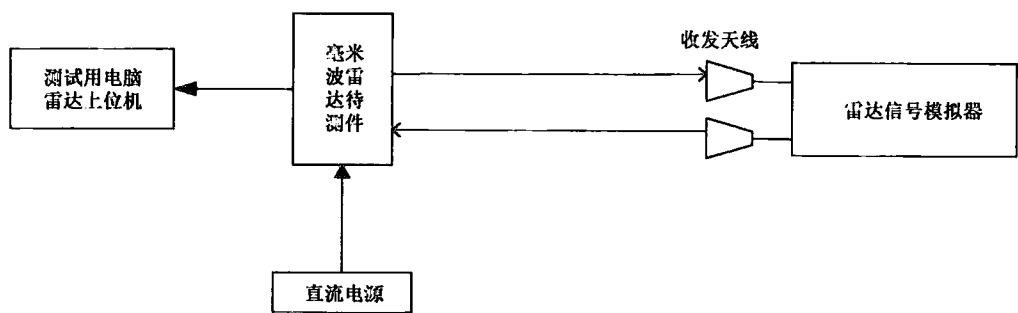 测试用电脑
雷达上位机
毫米
波雷
达待
测件
收发天线
雷达信号模拟器
直流电源